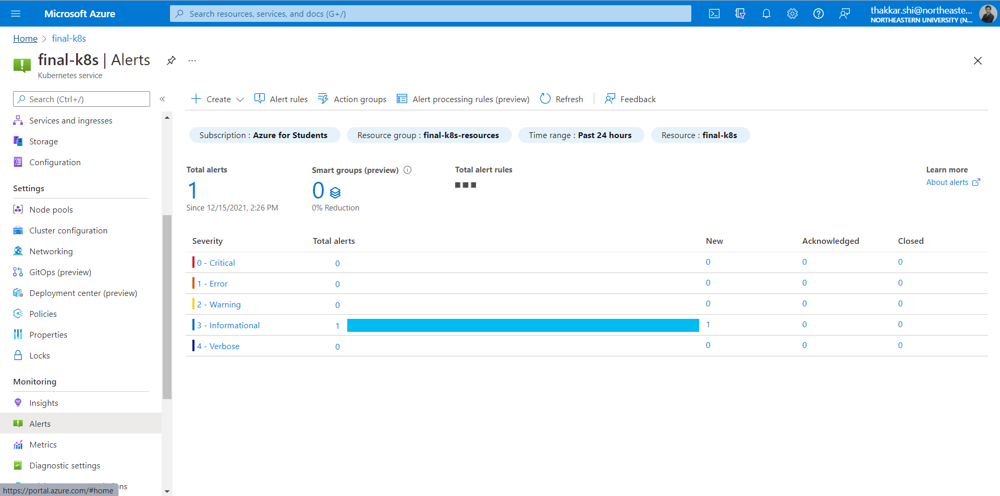 Microsoft Azure
Search resources, services, and docs (G+/)
thakkar.shi@northeaste...
NORTHEASTERN UNIVERSITY (N...
Home > final-k8s
final-k8s | Alerts
...
Kubernetes service
Search (Ctrl+/)
«
Services and ingresses
Storage
Configuration
Settings
Node pools
Cluster configuration
Networking
GitOps (preview)
Deployment center (preview)
Policies
Properties
Locks
Monitoring
Insights
Alerts
Metrics
Diagnostic settings
https://portal.azure.com/#home
Create Alert rules Action groups Alert processing rules (preview) Refresh Feedback
Subscription : Azure for Students Resource group : final-k8s-resources Time range : Past 24 hours Resource : final-k8s
Total alerts
1
Since 12/15/2021, 2:26 PM
Smart groups (preview)
0
0% Reduction
Total alert rules
Learn more
About alerts
Severity Total alerts New Acknowledged Closed
0 - Critical 0 0 0 0
1 - Error 0 0 0 0
2 - Warning 0 0 0 0
3 - Informational 1 1 0 0
4 - Verbose 0 0 0 0